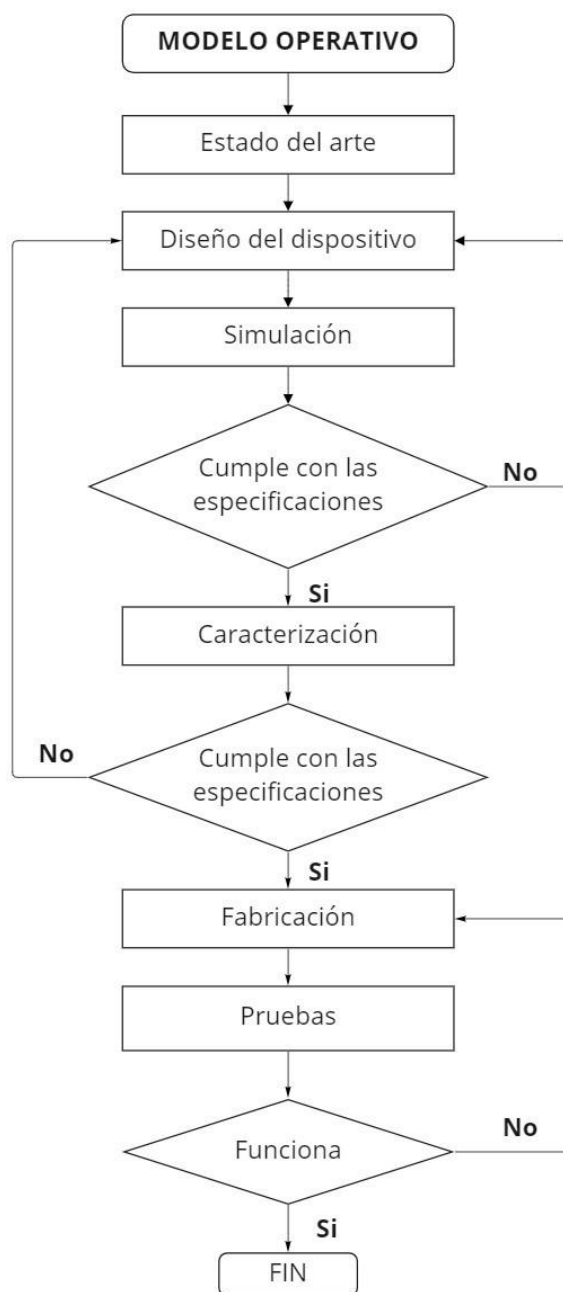 MODELO OPERATIVO
Estado del arte
Diseño del dispositivo
Simulación
Cumple con las
especificaciones
No
Si
Caracterización
No
Cumple con las
especificaciones
Si
Fabricación
Pruebas
Funciona
No
Si
FIN